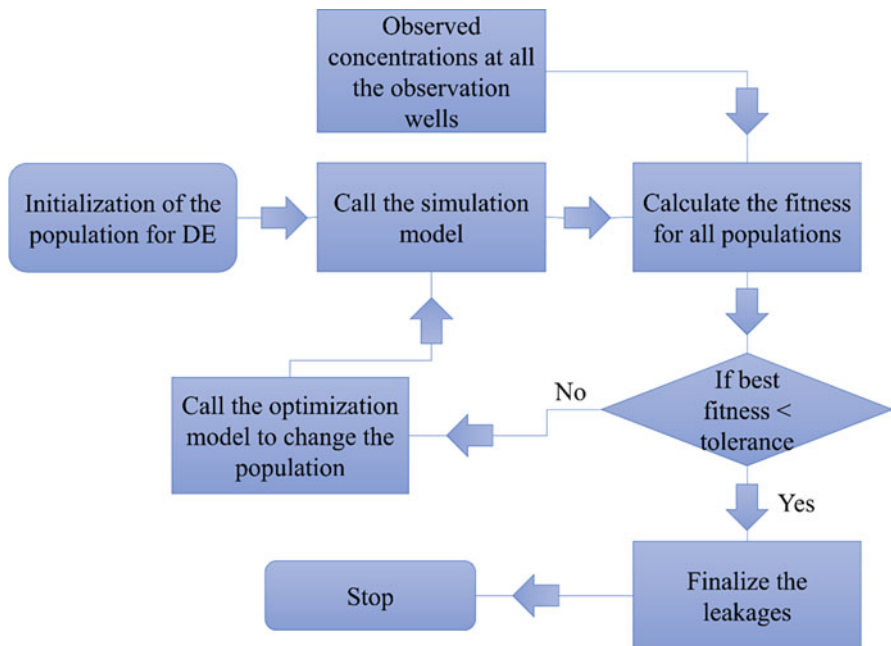 Observed
concentrations at all
the observation
wells
Initialization of the
population for DE
Call the simulation
model
Calculate the fitness
for all populations
If best
fitness <
tolerance
No
Call the optimization
model to change the
population
Yes
Finalize the
leakages
Stop